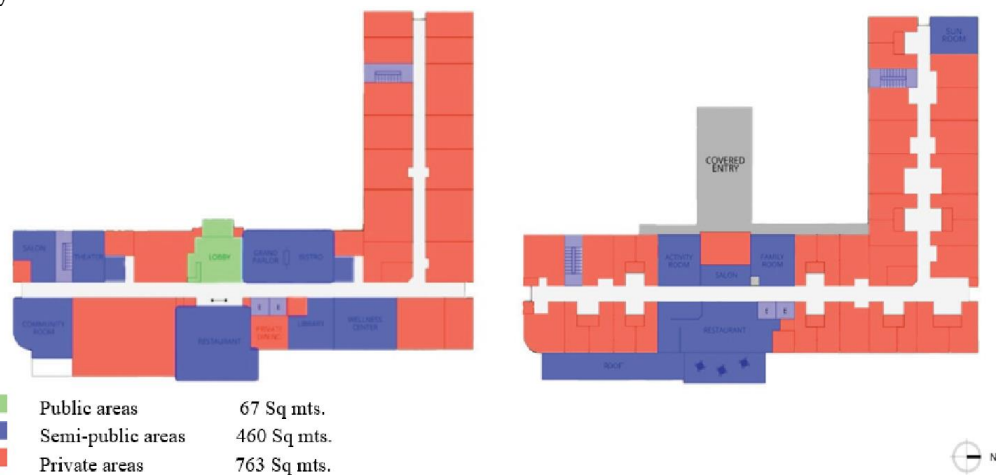 SALON
THEATER
LOBBY
GRAND
PARLOR
BISTRO
COMMUNITY
ROOM
RESTAURANT
E E
PRIVATE
DINING
LIBRARY
WELLNESS
CENTER
SUN
ROOM
COVERED
ENTRY
ACTIVITY
ROOM
SALON
FAMILY
ROOM
RESTAURANT
E E
ROOF
Public areas 67 Sq mts.
Semi-public areas 460 Sq mts.
Private areas 763 Sq mts.
N